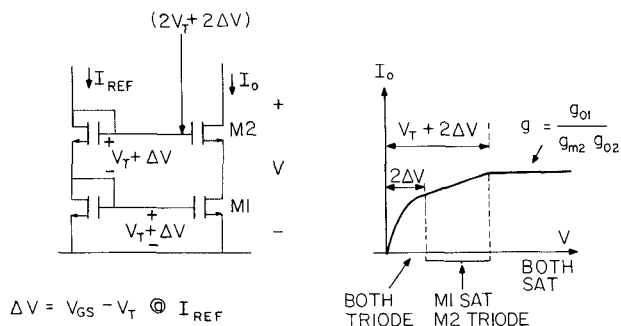 (2V_T + 2ΔV)
I_REF
I_o
+
M2
+
V_T + ΔV
−
V
+
M1
V_T + ΔV
−
−
ΔV = V_GS − V_T @ I_REF
I_o
V_T + 2ΔV
g = g_01 / g_m2 g_02
2ΔV
V
BOTH TRIODE
M1 SAT
M2 TRIODE
BOTH SAT